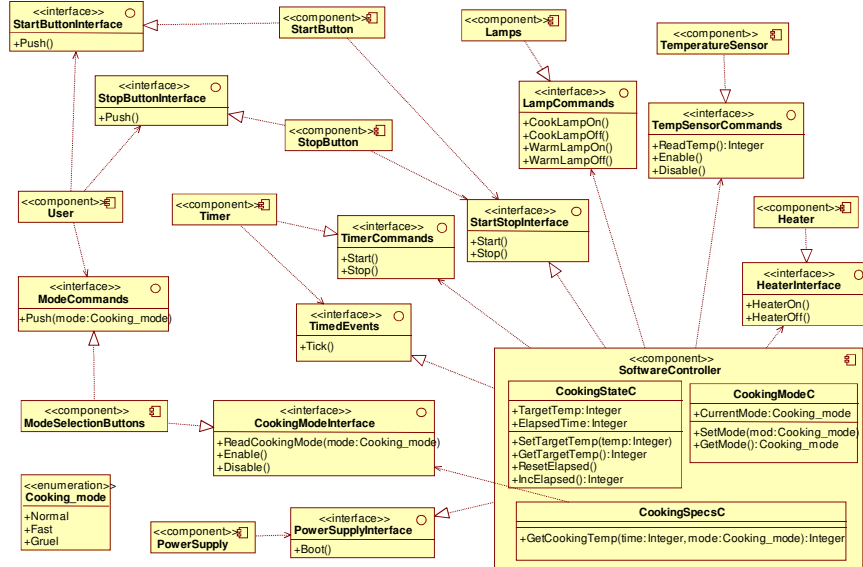 <<interface>>
StartButtonInterface
+Push()
<<component>>
StartButton
<<component>>
Lamps
<<component>>
TemperatureSensor
<<interface>>
StopButtonInterface
+Push()
<<component>>
StopButton
<<interface>>
LampCommands
+CookLampOn()
+CookLampOff()
+WarmLampOn()
+WarmLampOff()
<<interface>>
TempSensorCommands
+ReadTemp():Integer
+Enable()
+Disable()
<<component>>
User
<<component>>
Timer
<<interface>>
TimerCommands
+Start()
+Stop()
<<interface>>
StartStopInterface
+Start()
+Stop()
<<component>>
Heater
<<interface>>
HeaterInterface
+HeaterOn()
+HeaterOff()
<<interface>>
ModeCommands
+Push(mode:Cooking_mode)
<<interface>>
TimedEvents
+Tick()
<<component>>
SoftwareController
CookingStateC
+TargetTemp:Integer
+ElapsedTime:Integer
+SetTargetTemp(temp:Integer)
+GetTargetTemp():Integer
+ResetElapsed()
+IncElapsed():Integer
CookingModeC
+CurrentMode:Cooking_mode
+SetMode(mod:Cooking_mode)
+GetMode():Cooking_mode
<<component>>
ModeSelectionButtons
<<interface>>
CookingModeInterface
+ReadCookingMode(mode:Cooking_mode)
+Enable()
+Disable()
<<enumeration>>
Cooking_mode
+Normal
+Fast
+Gruel
<<component>>
PowerSupply
<<interface>>
PowerSupplyInterface
+Boot()
CookingSpecsC
+GetCookingTemp(time:Integer,mode:Cooking_mode):Integer